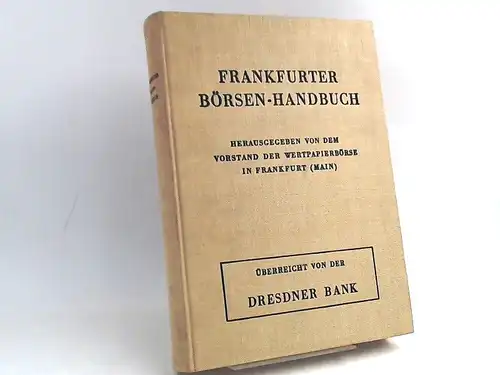 FRANKFURTER
BÖRSEN-HANDBUCH
HERAUSGEGEBEN VON DEM
VORSTAND DER WERTPAPIERBÖRSE
IN FRANKFURT (MAIN)
ÜBERREICHT VON DER
DRESDNER BANK